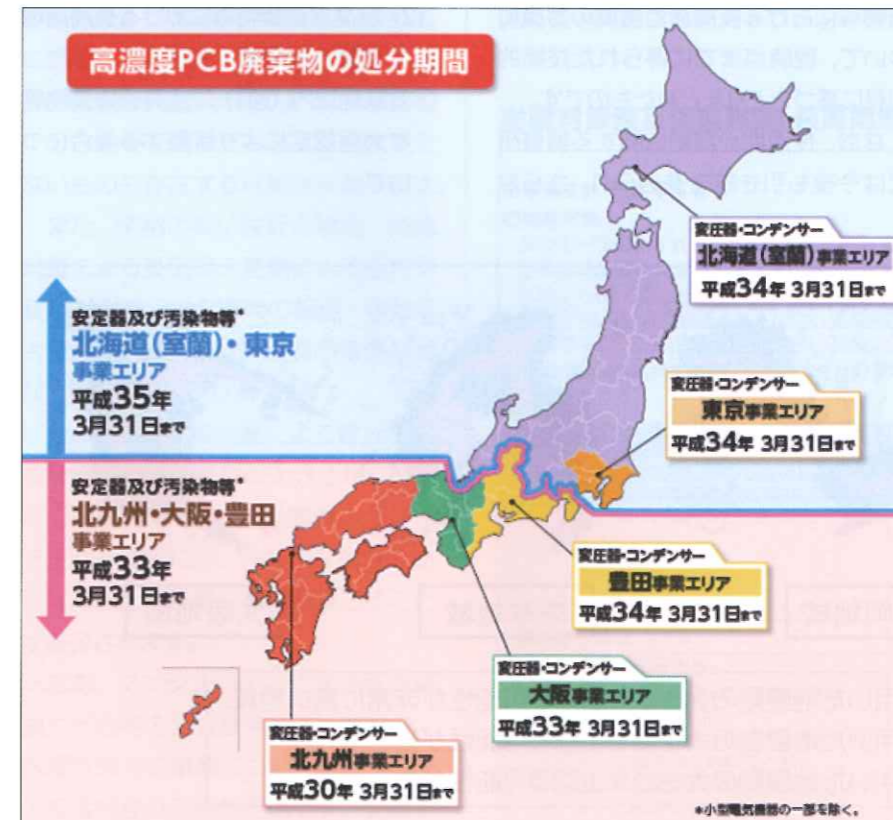 高濃度PCB廃棄物の処分期間
変圧器・コンデンサー
北海道(室蘭)事業エリア
平成34年 3月31日まで
安定器及び汚染物等*
北海道(室蘭)・東京
事業エリア
平成35年
3月31日まで
変圧器・コンデンサー
東京事業エリア
平成34年 3月31日まで
安定器及び汚染物等*
北九州・大阪・豊田
事業エリア
平成33年
3月31日まで
変圧器・コンデンサー
豊田事業エリア
平成34年 3月31日まで
変圧器・コンデンサー
大阪事業エリア
平成33年 3月31日まで
変圧器・コンデンサー
北九州事業エリア
平成30年 3月31日まで
*小型電気機器の一部を除く。